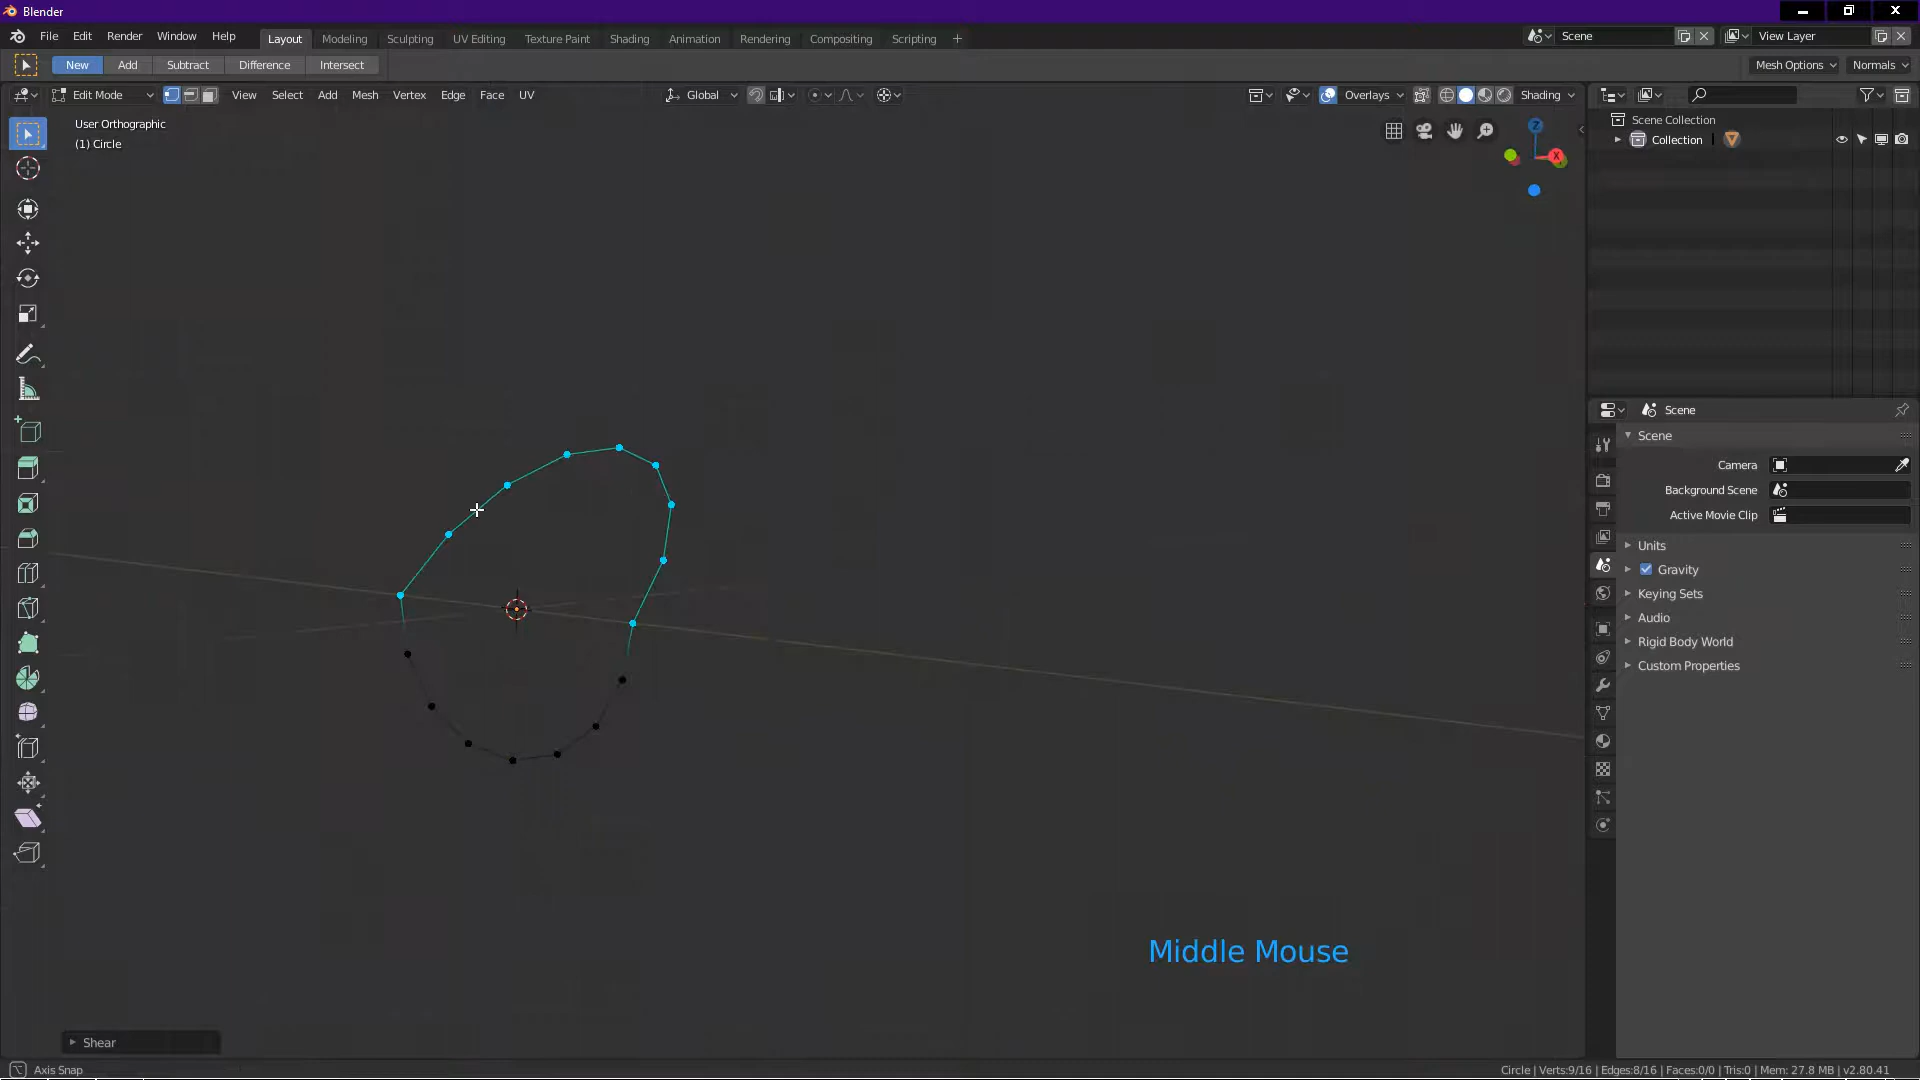 Blender
File Edit Render Window Help Layout Modeling Sculpting UV Editing Texture Paint Shading Animation Rendering Compositing Scripting + Scene View Layer
New Add Subtract Difference Intersect Mesh Options Normals
Edit Mode View Select Add Mesh Vertex Edge Face UV Global Overlays Shading
User Orthographic
(1) Circle
Z
X
Scene Collection
Collection
Scene
Scene
Camera
Background Scene
Active Movie Clip
Units
Gravity
Keying Sets
Audio
Rigid Body World
Custom Properties
Middle Mouse
Shear
Axis Snap
Circle | Verts:9/16 | Edges:8/16 | Faces:0/0 | Tris:0 | Mem: 27.8 MB | v2.80.41